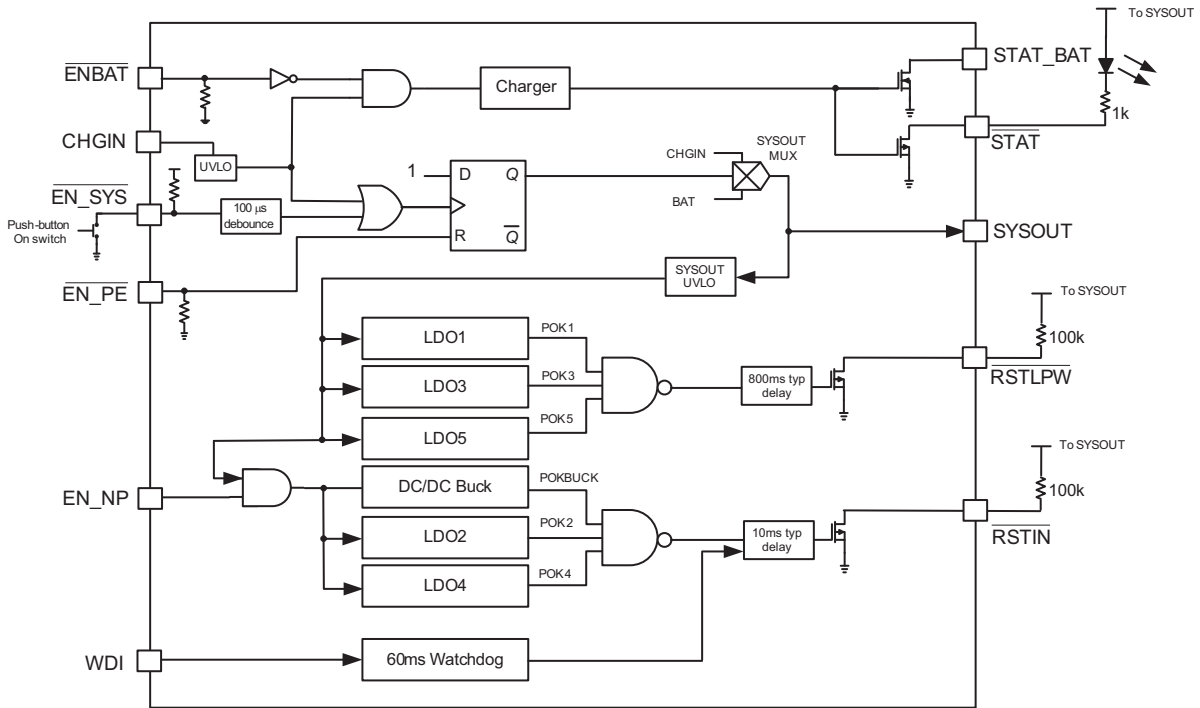 To SYSOUT
ENBAT
STAT_BAT
Charger
1k
CHGIN
STAT
UVLO
CHGIN
SYSOUT
MUX
EN_SYS
1
D
Q
BAT
100 μs
debounce
Push-button
On switch
R
Q
SYSOUT
SYSOUT
UVLO
EN_PE
To SYSOUT
LDO1
POK1
100k
LDO3
POK3
800ms typ
delay
RSTLPW
LDO5
POK5
To SYSOUT
EN_NP
DC/DC Buck
POKBUCK
100k
LDO2
POK2
10ms typ
delay
RSTIN
LDO4
POK4
WDI
60ms Watchdog